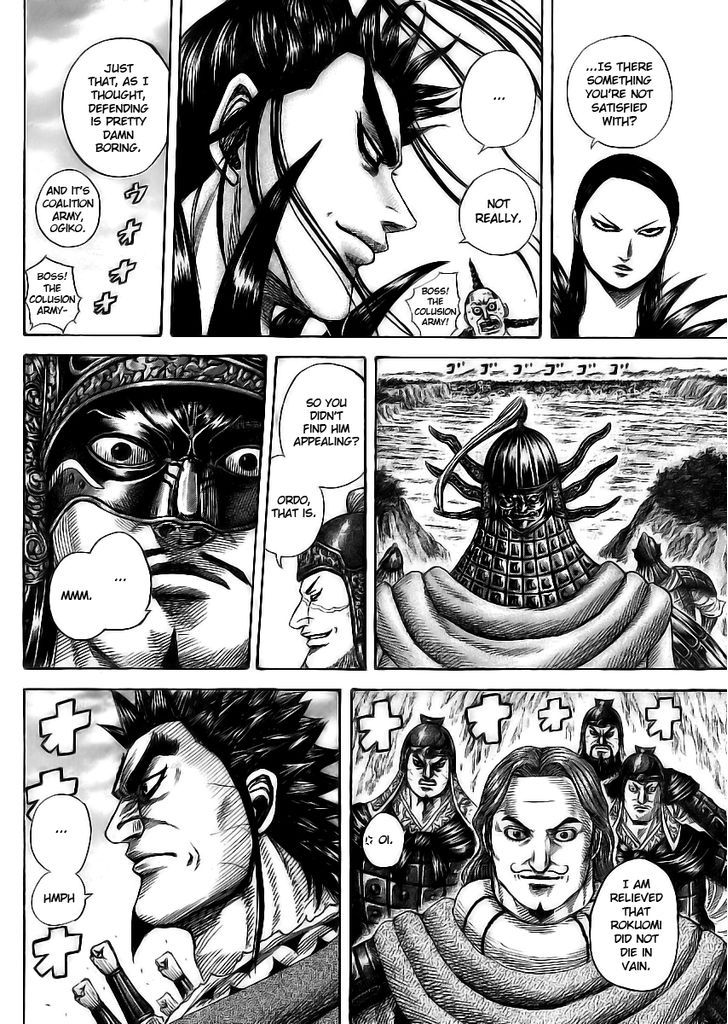 ...IS THERE
SOMETHING
YOU'RE NOT
SATISFIED
WITH?
...
NOT
REALLY.
BOSS!
THE
COLLUSION
ARMY!
JUST
THAT, AS I
THOUGHT,
DEFENDING
IS PRETTY
DAMN
BORING.
AND IT'S
COALITION
ARMY,
OGIKO.
BOSS!
THE
COLLUSION
ARMY-
ウ
オ
オ
オ
ゴ ゴ ゴ ゴ ゴ ゴ
SO YOU
DIDN'T
FIND HIM
APPEALING?
ORDO,
THAT IS.
...
MMM.
オ オ オ オ
OI.
I AM
RELIEVED
THAT
ROKUOMI
DID NOT
DIE IN
VAIN.
オ
オ
...
HMPH
オ